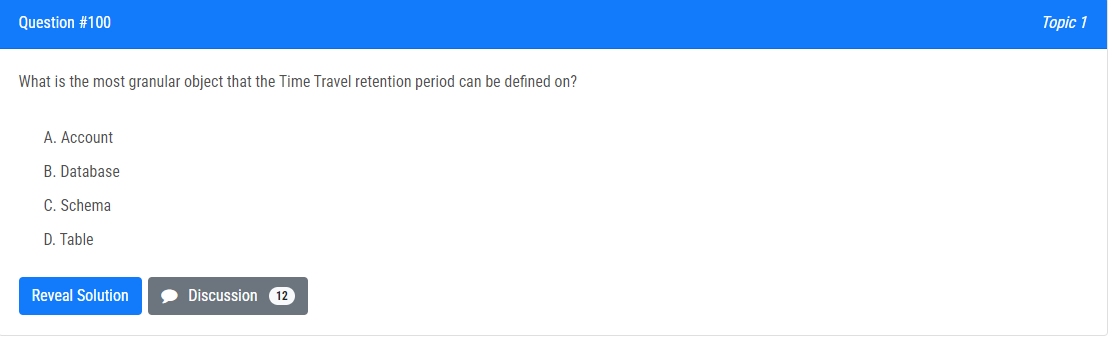 Question #100
Topic 1
What is the most granular object that the Time Travel retention period can be defined on?
A. Account
B. Database
C. Schema
D. Table
Reveal Solution
Discussion 12